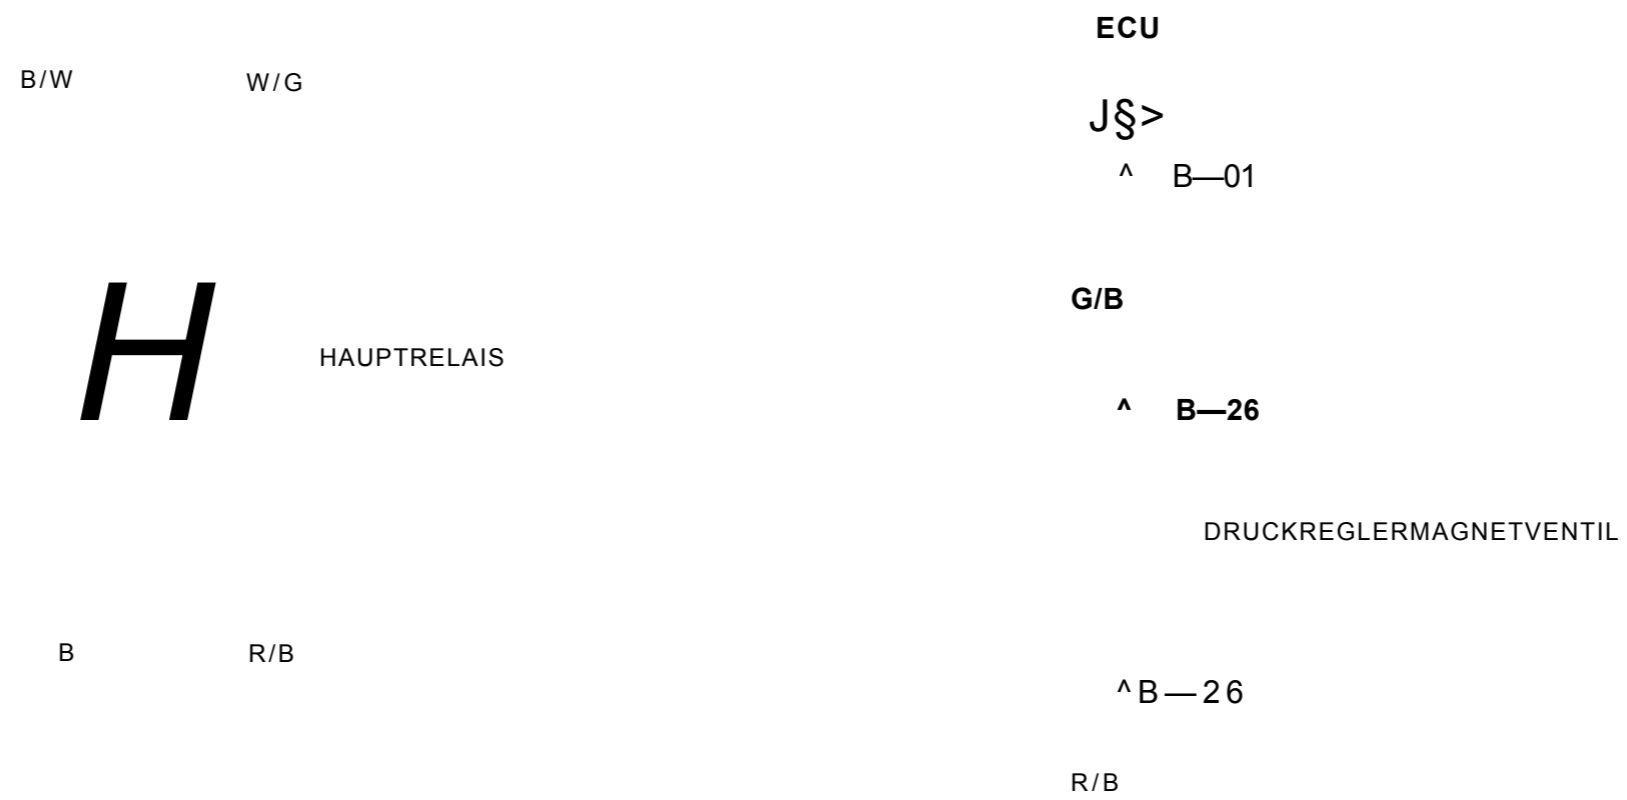 ECU
B/W W/G
J§>
^ B—01
H
G/B
HAUPTRELAIS
^ B—26
DRUCKREGLERMAGNETVENTIL
B R/B
^B—26
R/B